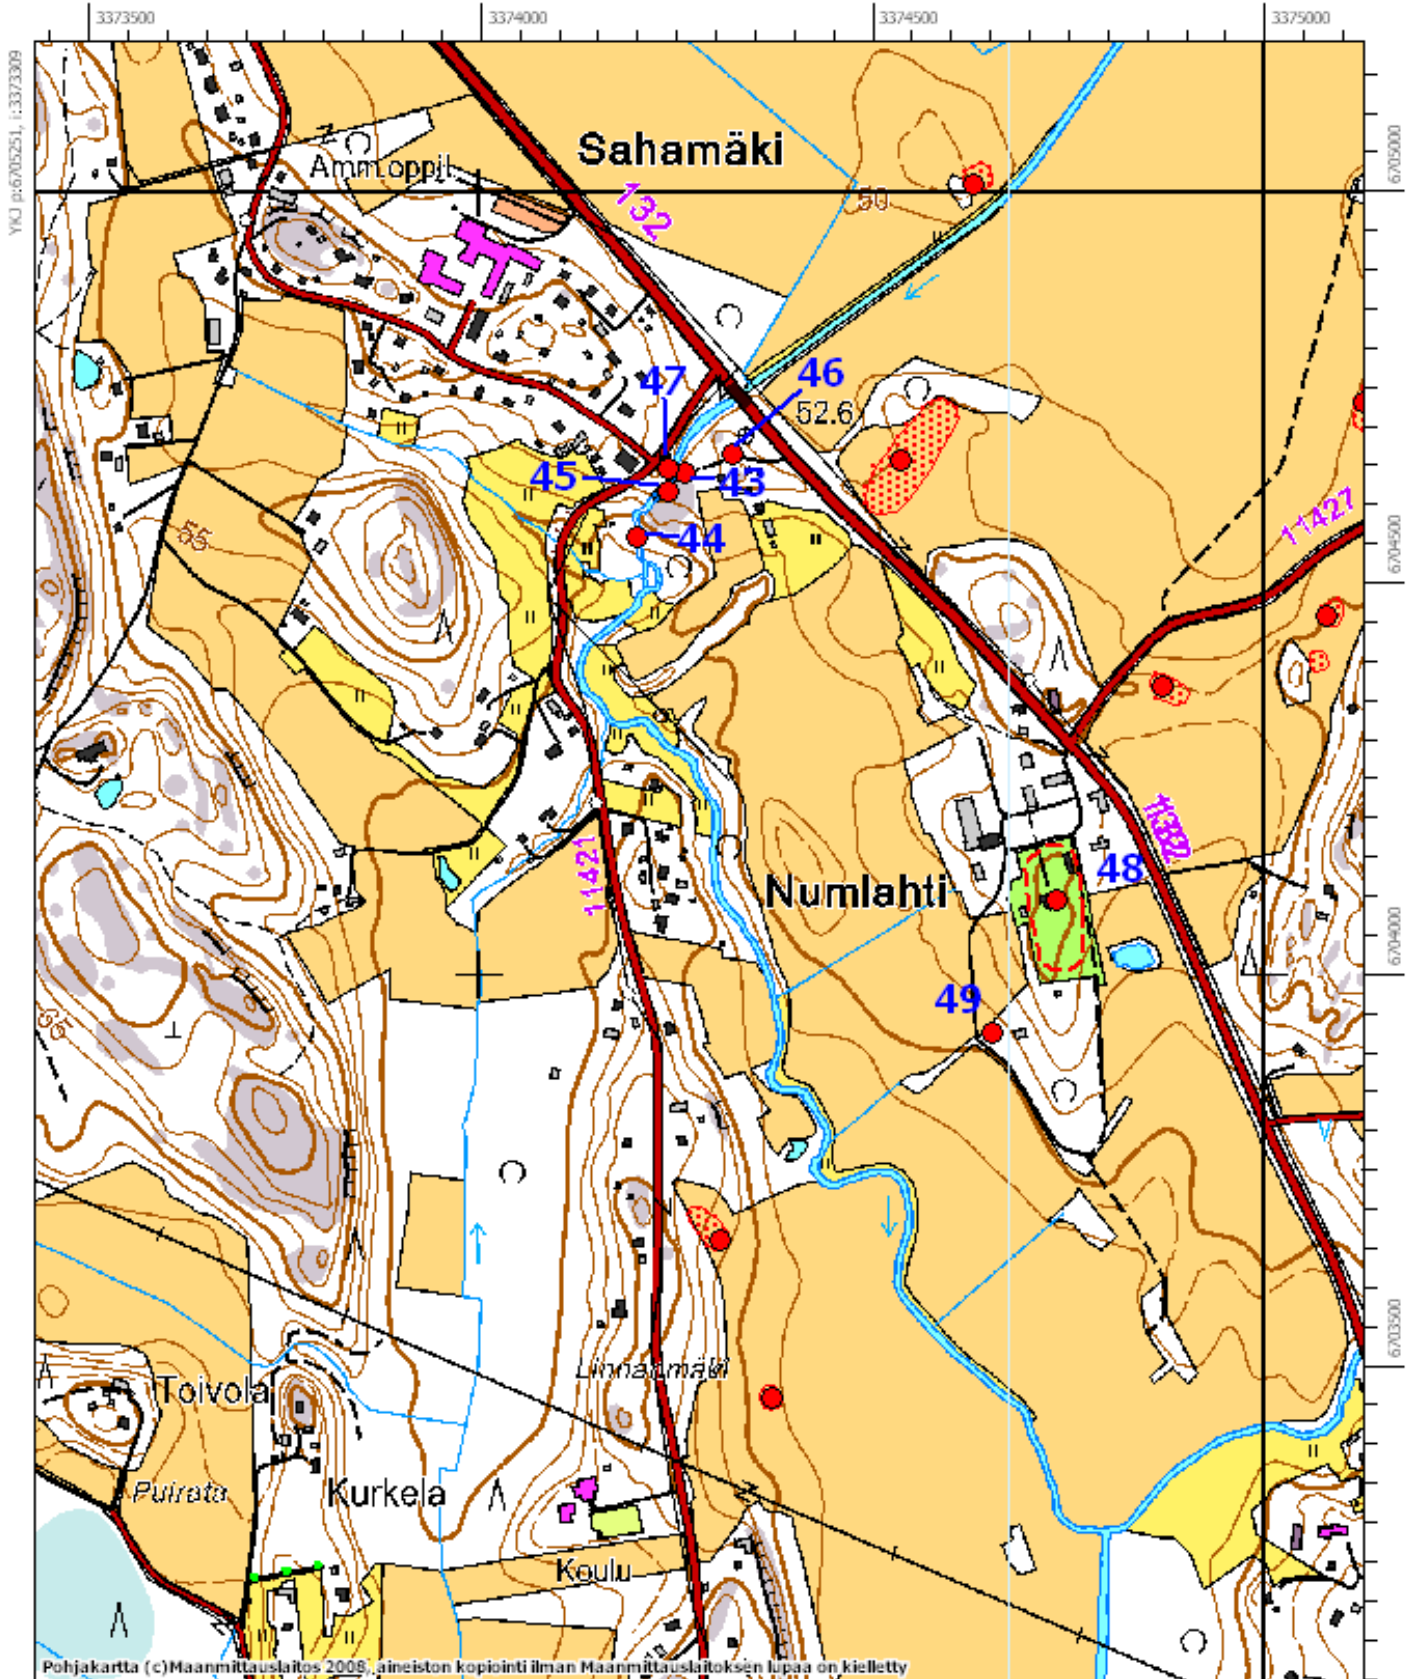 3373500
3374000
3374500
3375000
YKJ p:6705251, i:3373309
6705000
Sahamäki
Ammoppil
132
50
47
46
52.6
45
43
44
55
11427
6704500
11421
Numlahti
48
6704000
49
65
6703500
Linnanmäki
Toivola
Puirata
Kurkela
Koulu
Pohjakartta (c)Maanmittauslaitos 2008, aineiston kopiointi ilman Maanmittauslaitoksen lupaa on kielletty